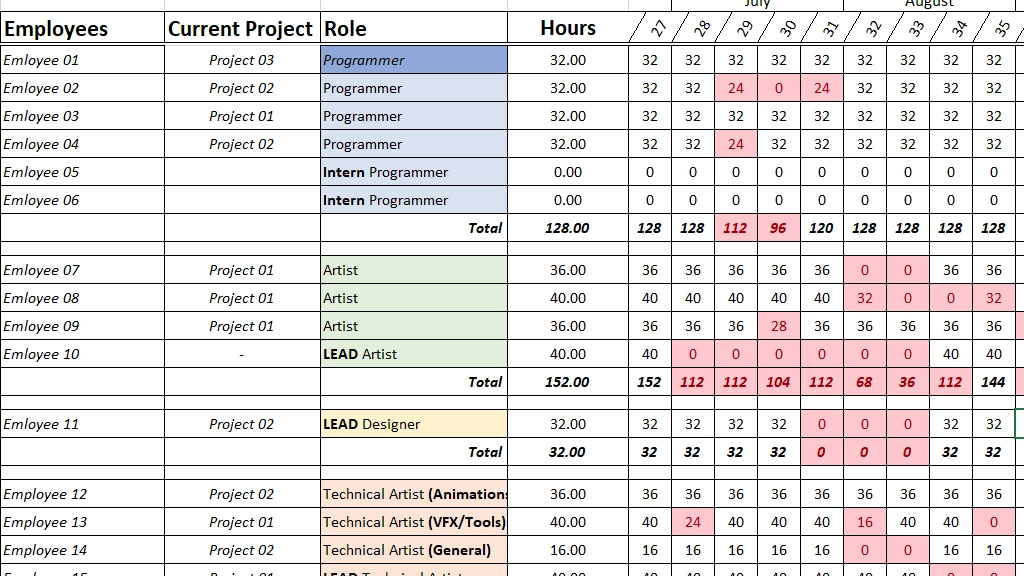 July August
Employees Current Project Role Hours 27 28 29 30 31 32 33 34 35
Emloyee 01 Project 03 Programmer 32.00 32 32 32 32 32 32 32 32 32
Emloyee 02 Project 02 Programmer 32.00 32 32 24 0 24 32 32 32 32
Emloyee 03 Project 01 Programmer 32.00 32 32 32 32 32 32 32 32 32
Emloyee 04 Project 02 Programmer 32.00 32 32 24 32 32 32 32 32 32
Emloyee 05 Intern Programmer 0.00 0 0 0 0 0 0 0 0 0
Emloyee 06 Intern Programmer 0.00 0 0 0 0 0 0 0 0 0
Total 128.00 128 128 112 96 120 128 128 128 128
Emloyee 07 Project 01 Artist 36.00 36 36 36 36 36 0 0 36 36
Emloyee 08 Project 01 Artist 40.00 40 40 40 40 40 32 0 0 32
Emloyee 09 Project 01 Artist 36.00 36 36 36 28 36 36 36 36 36
Emloyee 10 - LEAD Artist 40.00 40 0 0 0 0 0 0 40 40
Total 152.00 152 112 112 104 112 68 36 112 144
Emloyee 11 Project 02 LEAD Designer 32.00 32 32 32 32 0 0 0 32 32
Total 32.00 32 32 32 32 0 0 0 32 32
Employee 12 Project 02 Technical Artist (Animations 36.00 36 36 36 36 36 36 36 36 36
Employee 13 Project 01 Technical Artist (VFX/Tools) 40.00 40 24 40 40 40 16 40 40 0
Employee 14 Project 02 Technical Artist (General) 16.00 16 16 16 16 16 0 0 16 16